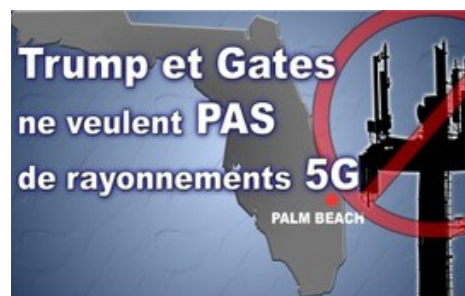 Trump et Gates
ne veulent PAS
de rayonnements 5G
PALM BEACH